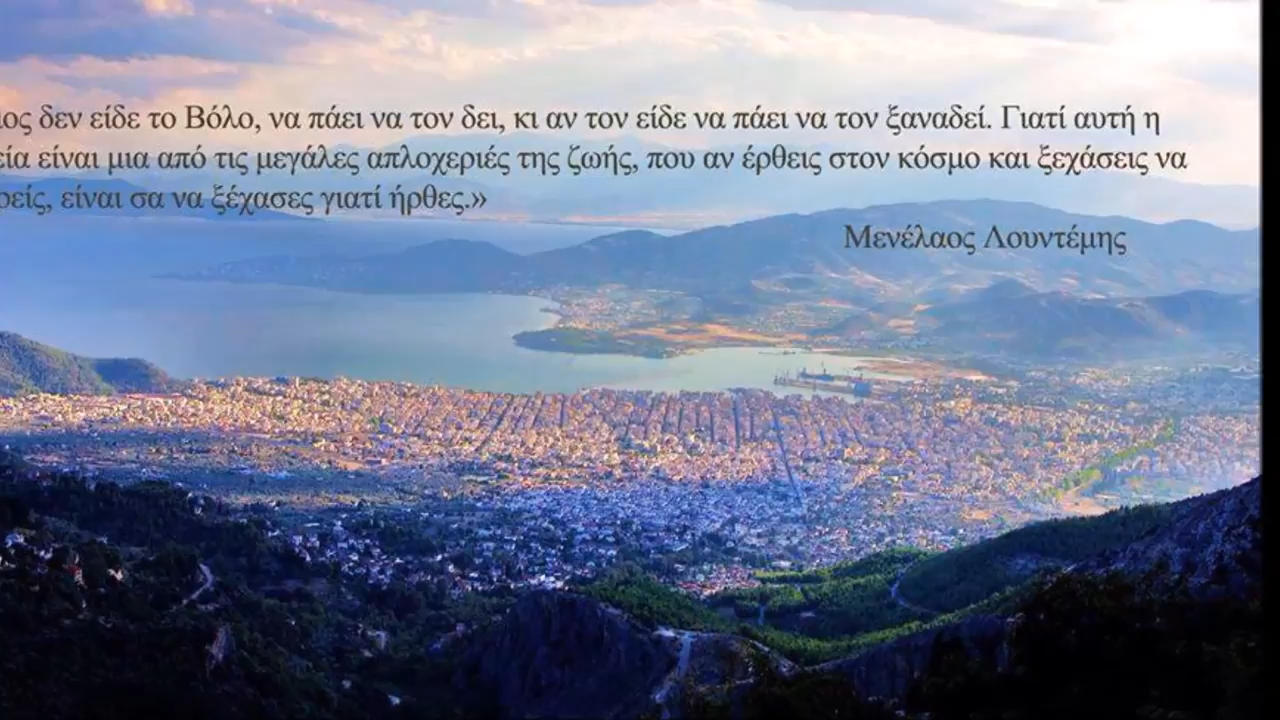 δεν είδε το Βόλο, να πάει να τον δει, κι αν τον είδε να πάει να τον ξαναδεί. Γιατί αυτή η
είναι μια από τις μεγάλες απλοχεριές της ζωής, που αν έρθεις στον κόσμο και ξεχάσεις να
είναι σα να ξέχασες γιατί ήρθες.»
Μενέλαος Λουντέμης